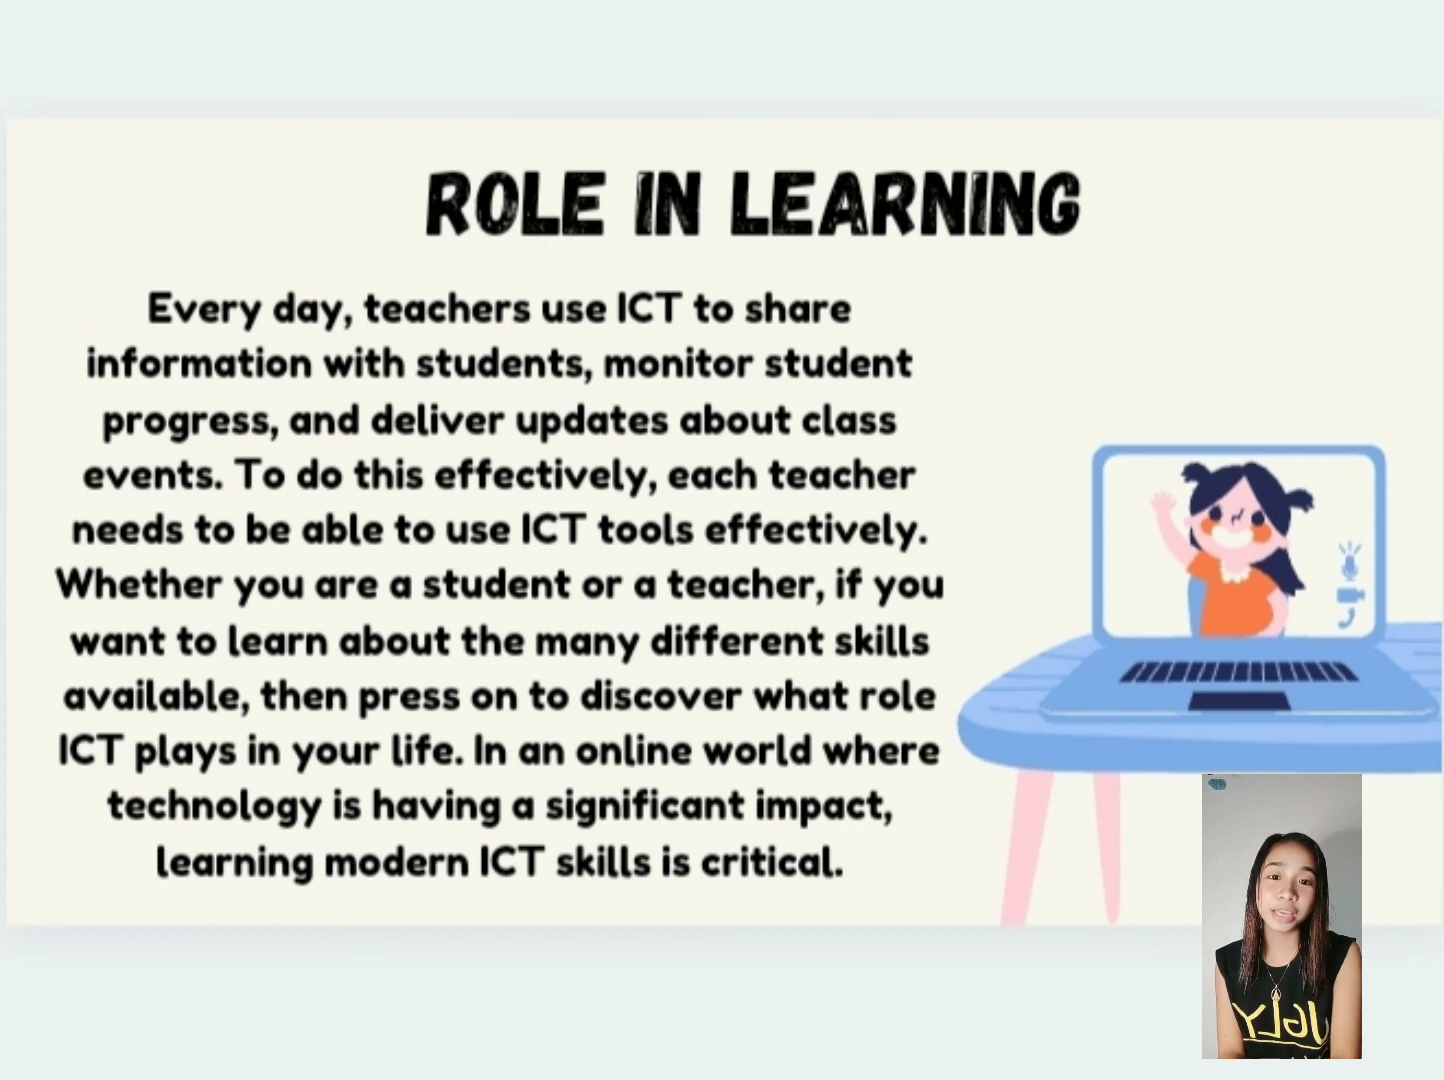 ROLE IN LEARNING
Every day, teachers use ICT to share
information with students, monitor student
progress, and deliver updates about class
events. To do this effectively, each teacher
needs to be able to use ICT tools effectively.
Whether you are a student or a teacher, if you
want to learn about the many different skills
available, then press on to discover what role
ICT plays in your life. In an online world where
technology is having a significant impact,
learning modern ICT skills is critical.
UGLY